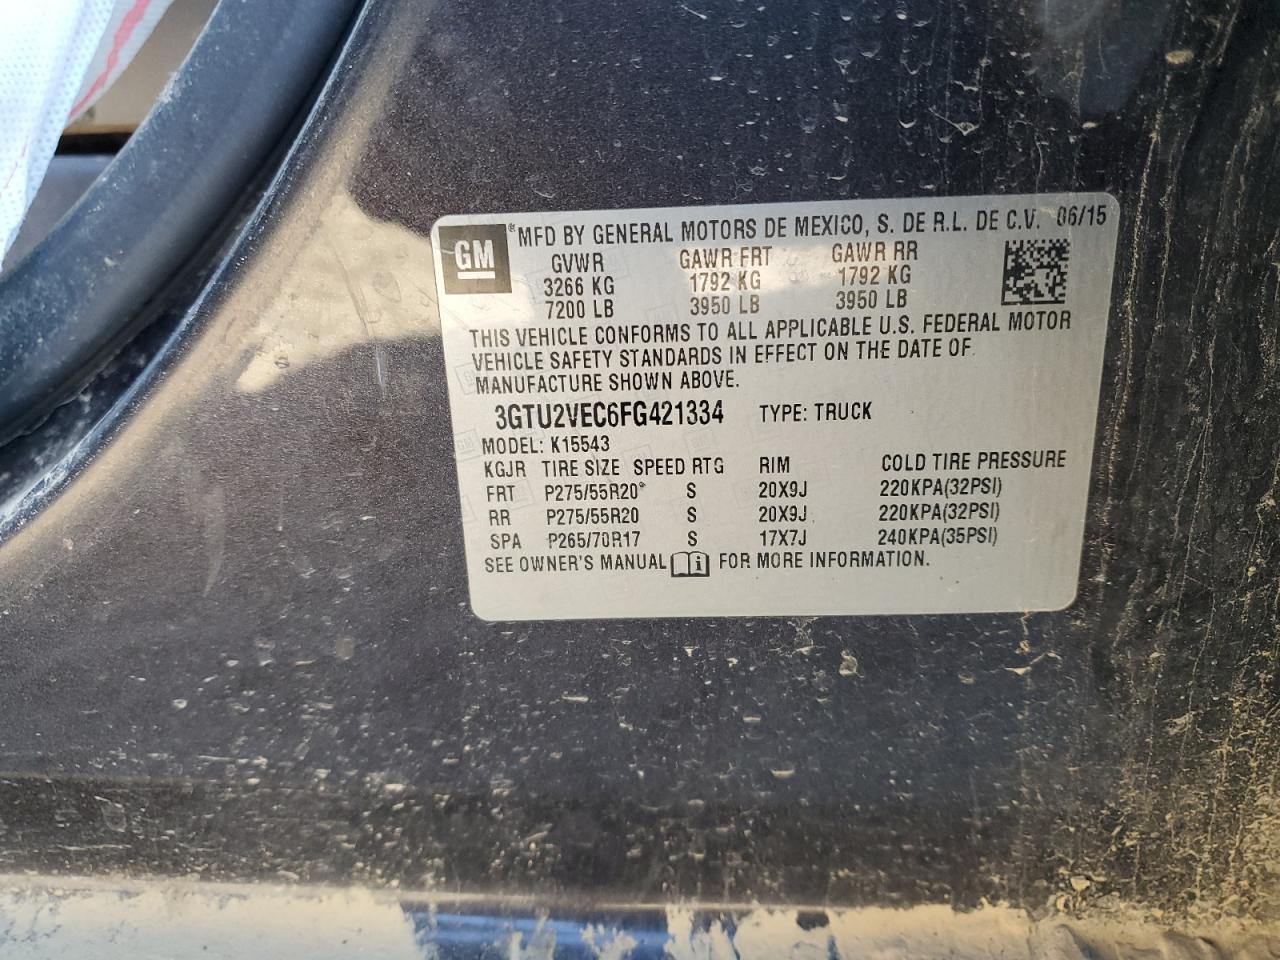 GM ® MFD BY GENERAL MOTORS DE MEXICO, S. DE R.L. DE C.V. 06/15
GVWR GAWR FRT GAWR RR
3266 KG 1792 KG 1792 KG
7200 LB 3950 LB 3950 LB
THIS VEHICLE CONFORMS TO ALL APPLICABLE U.S. FEDERAL MOTOR
VEHICLE SAFETY STANDARDS IN EFFECT ON THE DATE OF
MANUFACTURE SHOWN ABOVE.
3GTU2VEC6FG421334 TYPE: TRUCK
MODEL: K15543
KGJR TIRE SIZE SPEED RTG RIM COLD TIRE PRESSURE
FRT P275/55R20 S 20X9J 220KPA(32PSI)
RR P275/55R20 S 20X9J 220KPA(32PSI)
SPA P265/70R17 S 17X7J 240KPA(35PSI)
SEE OWNER'S MANUAL i FOR MORE INFORMATION.